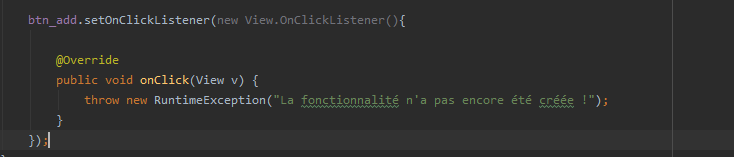 btn_add.setOnClickListener(new View.OnClickListener(){
@Override
public void onClick(View v) {
throw new RuntimeException("La fonctionnalité n'a pas encore été créée !");
}
});